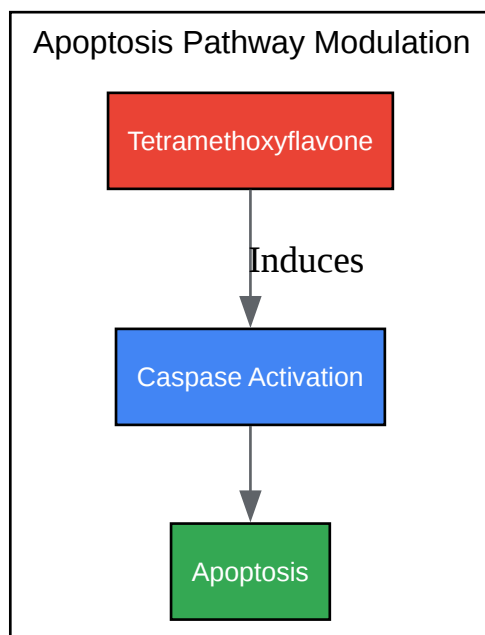 Apoptosis Pathway Modulation
Tetramethoxyflavone
Induces
Caspase Activation
Apoptosis